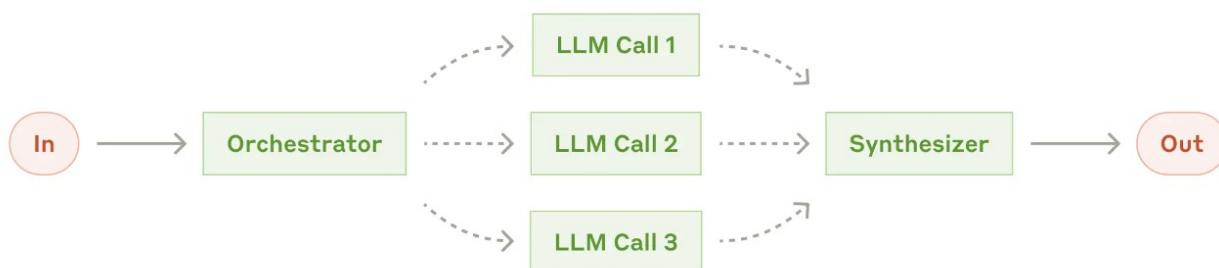 In
Orchestrator
LLM Call 1
LLM Call 2
LLM Call 3
Synthesizer
Out